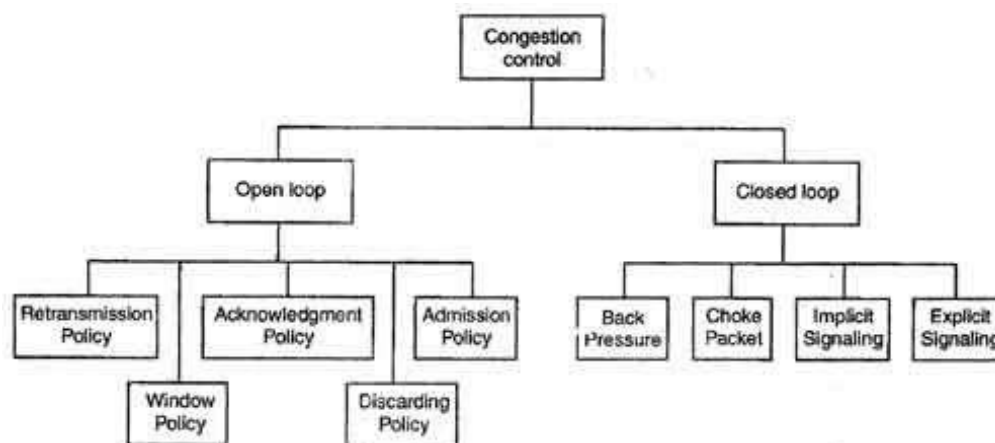 Congestion
control
Open loop
Closed loop
Retransmission
Policy
Acknowledgment
Policy
Admission
Policy
Back
Pressure
Choke
Packet
Implicit
Signaling
Explicit
Signaling
Window
Policy
Discarding
Policy